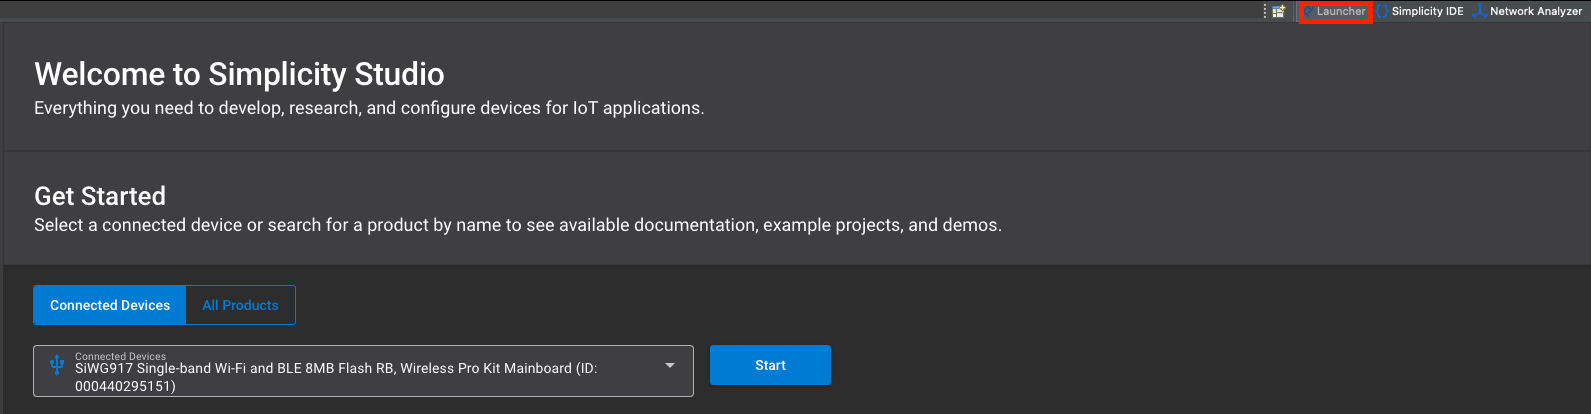 Launcher
Simplicity IDE
Network Analyzer
Welcome to Simplicity Studio
Everything you need to develop, research, and configure devices for IoT applications.
Get Started
Select a connected device or search for a product by name to see available documentation, example projects, and demos.
Connected Devices
All Products
Connected Devices
SiWG917 Single-band Wi-Fi and BLE 8MB Flash RB, Wireless Pro Kit Mainboard (ID:
000440295151)
Start